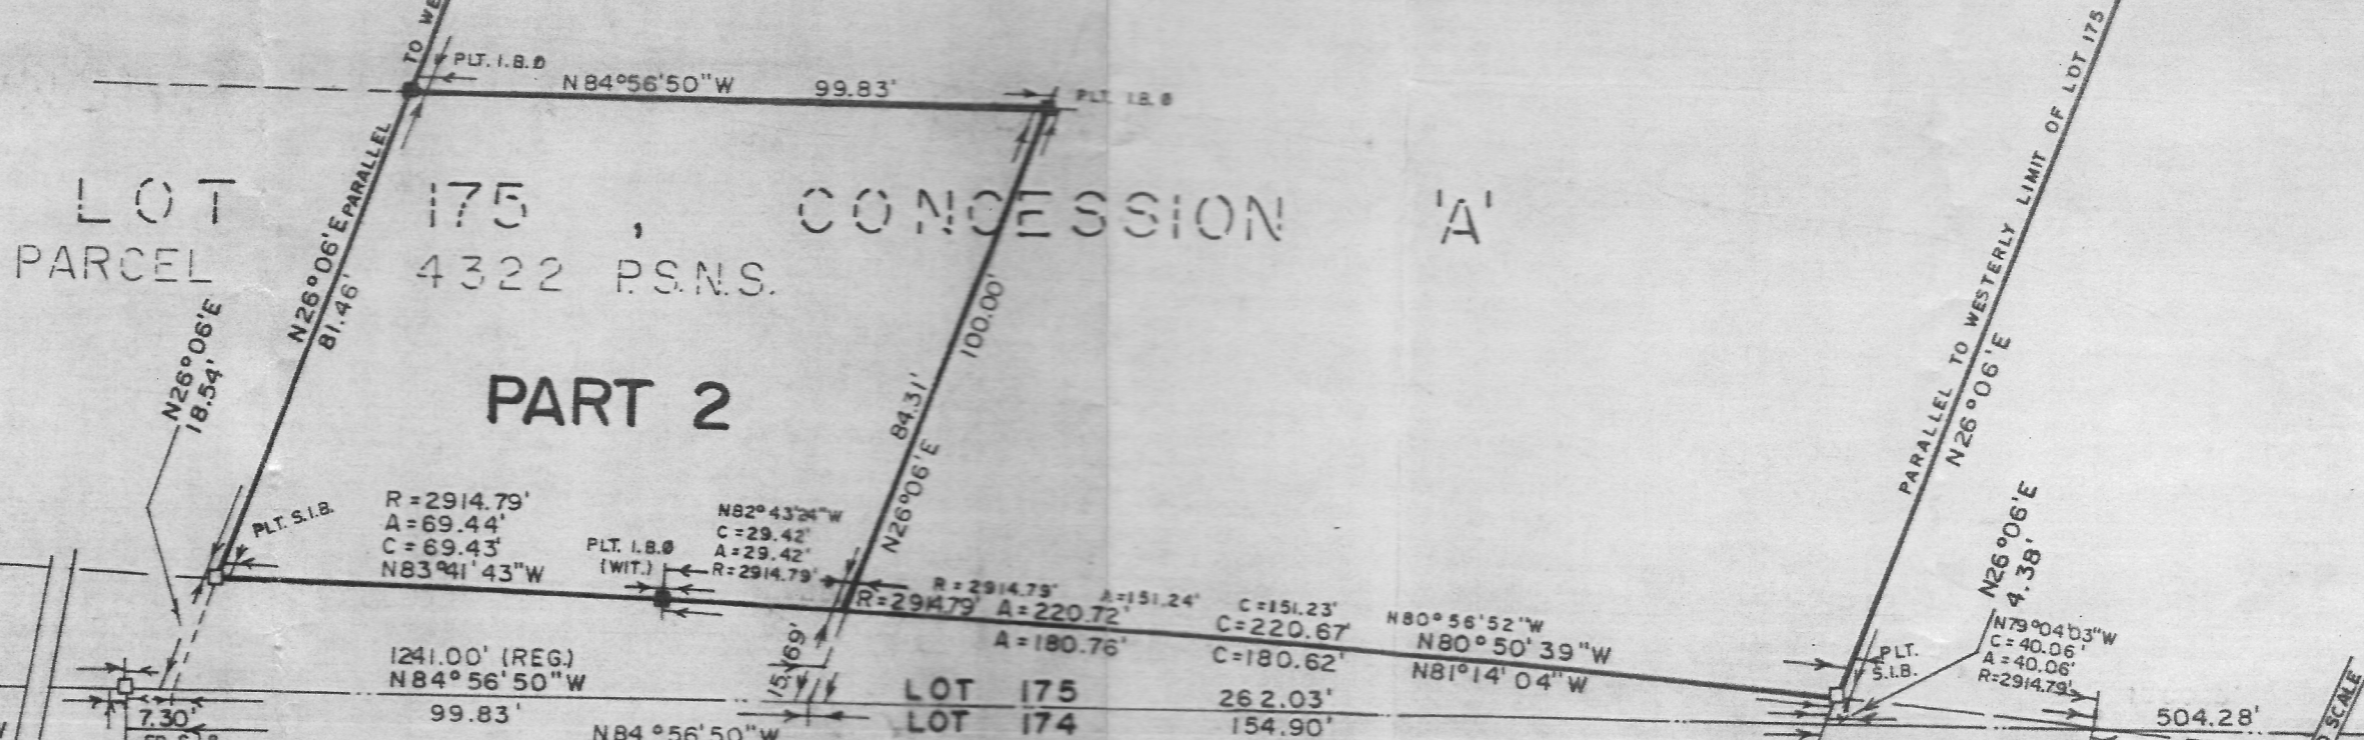 TO WE
PLT. I.B.Ø
N84°56'50"W 99.83'
PLT. I.B.Ø
PARALLEL TO WESTERLY LIMIT OF LOT 175
N26°06'E
N26°06'E PARALLEL
81.46'
LOT 175, CONCESSION 'A'
PARCEL 4322 P.S.N.S.
N26°06'E
18.54'
100.00'
84.31'
N26°06'E
PART 2
PLT. S.I.B.
R=2914.79'
A=69.44'
C=69.43'
N83°41'43"W
PLT. I.B.Ø
(WIT.)
N82°43'24"W
C=29.42'
A=29.42'
R=2914.79'
R=2914.79' A=151.24' C=151.23' N80°56'52"W
R=2914.79' A=220.72' C=220.67' N80°50'39"W
A=180.76' C=180.62' N81°14'04"W
N26°06'E
4.38'
PLT.
S.I.B.
N79°04'03"W
C=40.06'
A=40.06'
R=2914.79'
1241.00' (REG.)
N84°56'50"W
15.69'
LOT 175 262.03'
LOT 174 154.90'
7.30'
99.83'
N84°56'50"W
504.28'
SCALE